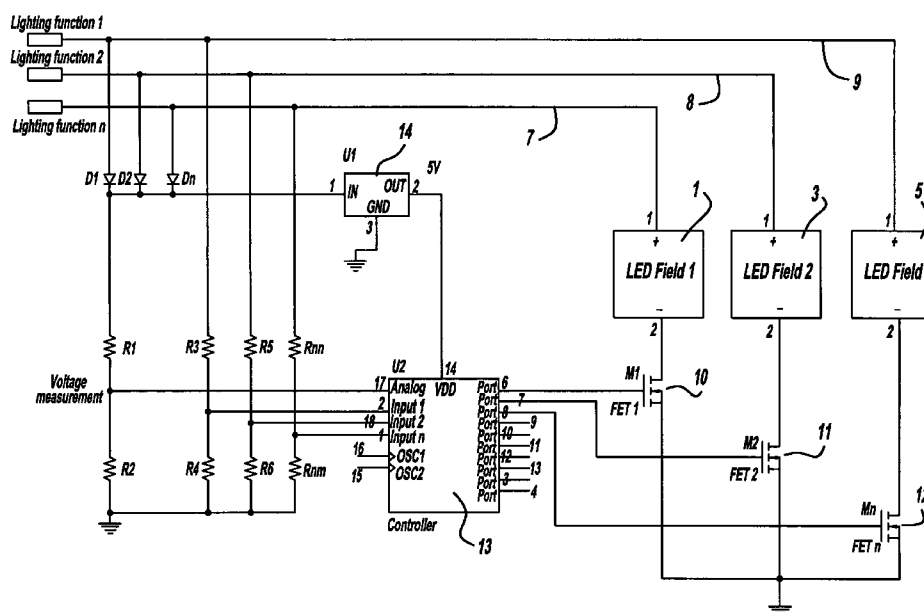 Lighting function 1
Lighting function 2
Lighting function n
9
8
7
14
U1
5V
D1 D2 Dn
1 IN OUT 2
GND
3
1
3
5
1 1 1
+ + +
LED Field 1
LED Field 2
LED Field
- - -
2 2 2
R1 R3 R5 Rnn
U2
14
Voltage measurement
17 Analog VDD Port 6
2 Input 1 Port 7
18 Input 2 Port 8
1 Input n Port 9
Port 10
16 OSC1 Port 11
15 OSC2 Port 12
Port 13
Port 3
Port 4
R2 R4 R6 Rnm
Controller
13
M1
10
FET 1
M2
11
FET 2
Mn
12
FET n